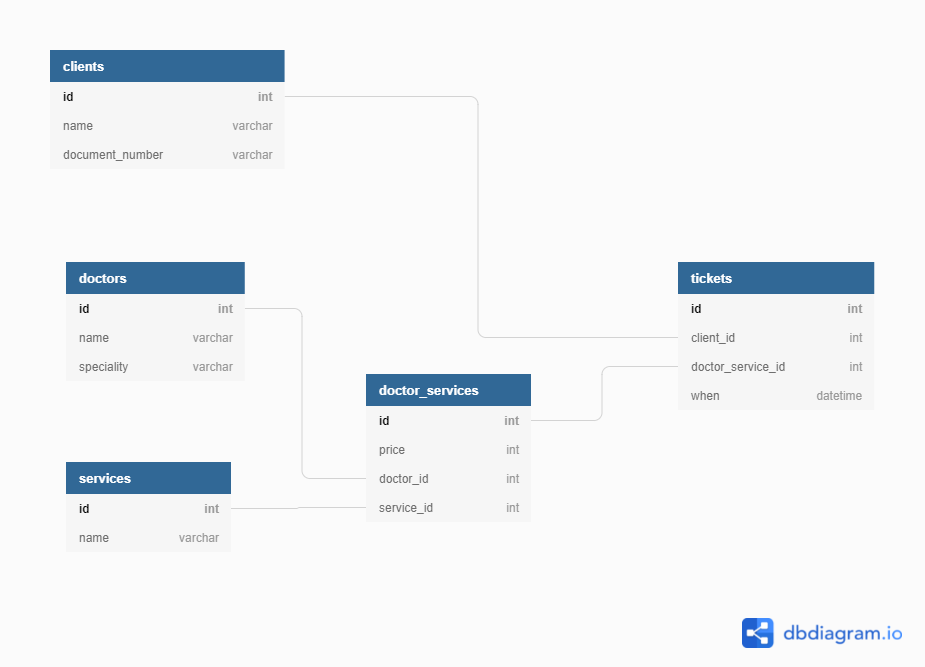 clients
id int
name varchar
document_number varchar
doctors
id int
name varchar
speciality varchar
tickets
id int
client_id int
doctor_service_id int
when datetime
doctor_services
id int
price int
doctor_id int
service_id int
services
id int
name varchar
dbdiagram.io